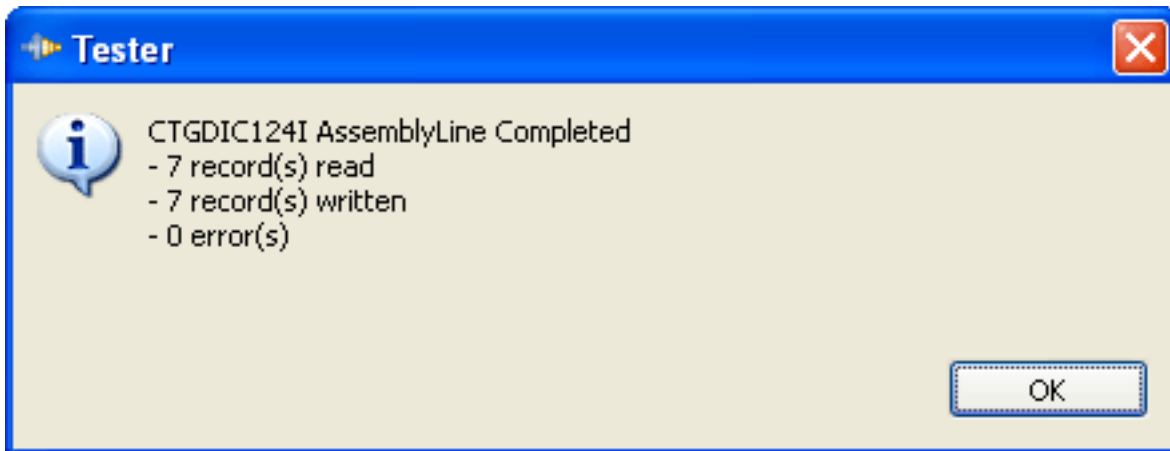 Tester
CTGDIC124I AssemblyLine Completed
- 7 record(s) read
- 7 record(s) written
- 0 error(s)
OK